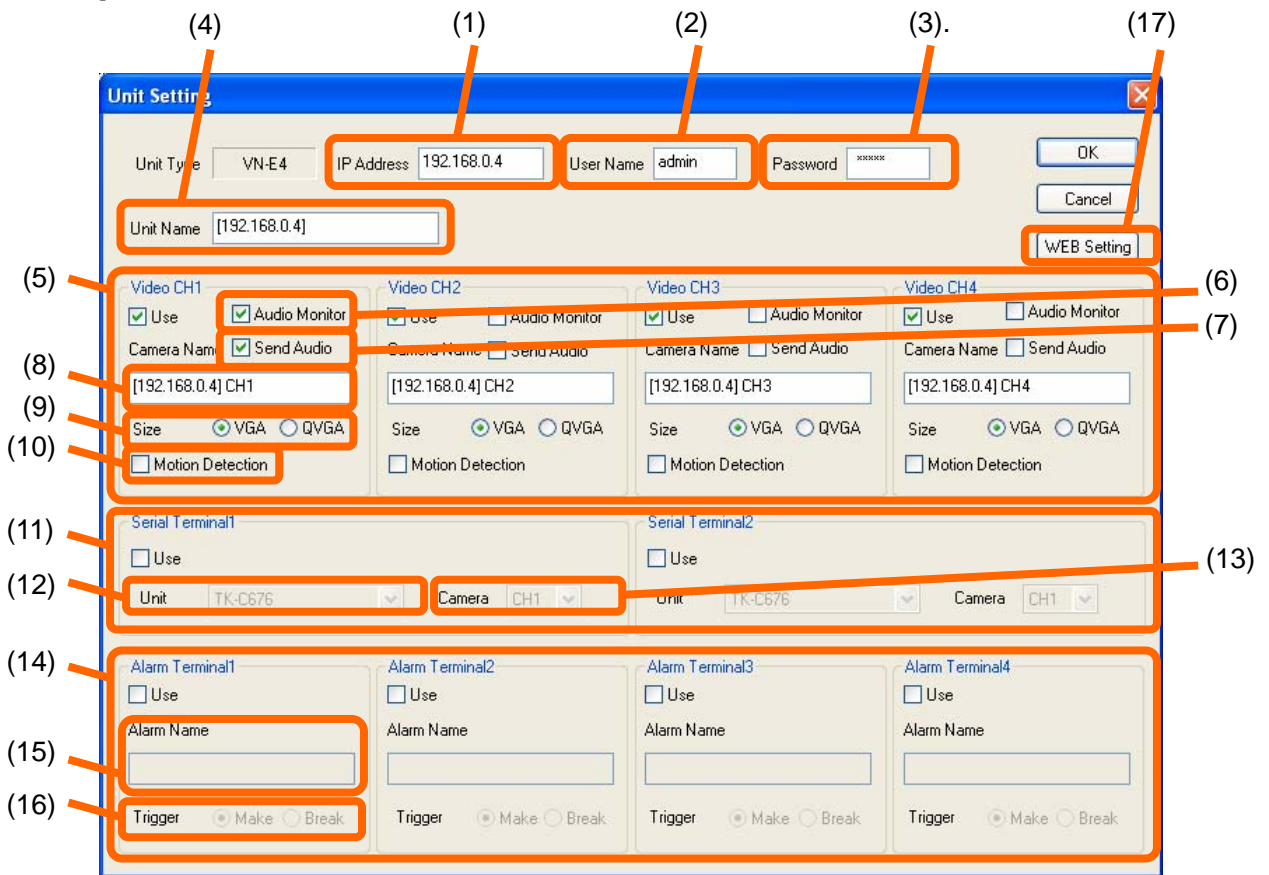 (4) (1) (2) (3). (17)
Unit Setting
Unit Type VN-E4 IP Address 192.168.0.4 User Name admin Password ***** OK
Cancel
Unit Name [192.168.0.4]
WEB Setting
(5) Video CH1 Video CH2 Video CH3 Video CH4 (6)
Use Audio Monitor Use Audio Monitor Use Audio Monitor Use Audio Monitor
Camera Name Send Audio Camera Name Send Audio Camera Name Send Audio Camera Name Send Audio (7)
(8) [192.168.0.4] CH1 [192.168.0.4] CH2 [192.168.0.4] CH3 [192.168.0.4] CH4
(9) Size VGA QVGA Size VGA QVGA Size VGA QVGA Size VGA QVGA
(10) Motion Detection Motion Detection Motion Detection Motion Detection
(11) Serial Terminal1 Serial Terminal2
Use Use
(12) Unit TK-C676 Camera CH1 Unit TK-C676 Camera CH1 (13)
(14) Alarm Terminal1 Alarm Terminal2 Alarm Terminal3 Alarm Terminal4
Use Use Use Use
Alarm Name Alarm Name Alarm Name Alarm Name
(15)
(16) Trigger Make Break Trigger Make Break Trigger Make Break Trigger Make Break